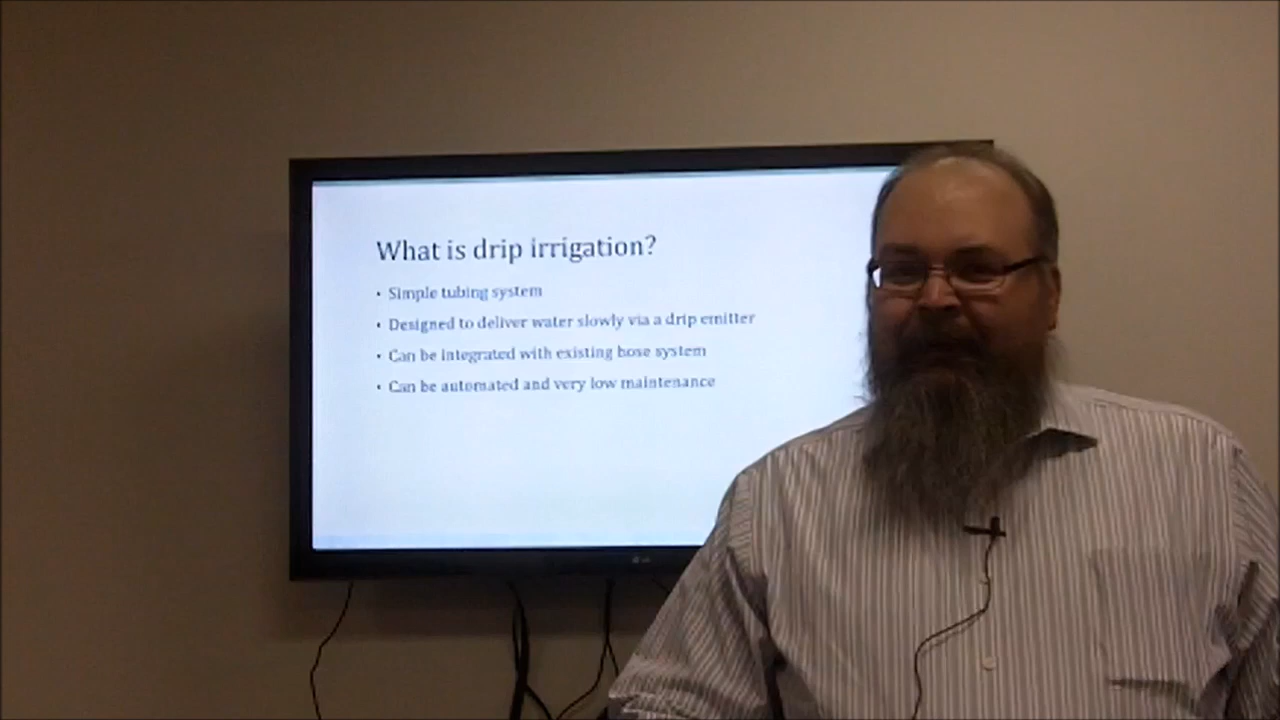 What is drip irrigation?
• Simple tubing system
• Designed to deliver water slowly via a drip emitter
• Can be integrated with existing hose system
• Can be automated and very low maintenance
LG